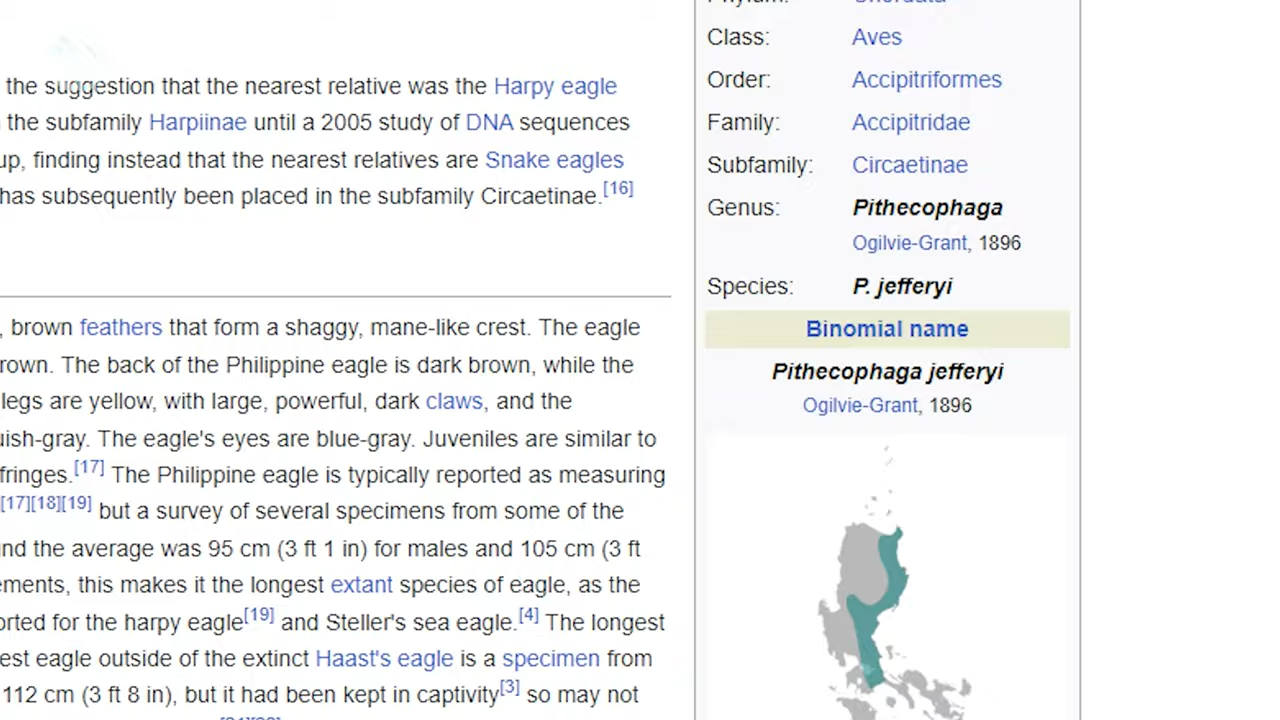 the suggestion that the nearest relative was the Harpy eagle
the subfamily Harpiinae until a 2005 study of DNA sequences
up, finding instead that the nearest relatives are Snake eagles
has subsequently been placed in the subfamily Circaetinae.[16]
, brown feathers that form a shaggy, mane-like crest. The eagle
rown. The back of the Philippine eagle is dark brown, while the
legs are yellow, with large, powerful, dark claws, and the
uish-gray. The eagle's eyes are blue-gray. Juveniles are similar to
fringes.[17] The Philippine eagle is typically reported as measuring
[17][18][19] but a survey of several specimens from some of the
nd the average was 95 cm (3 ft 1 in) for males and 105 cm (3 ft
ements, this makes it the longest extant species of eagle, as the
orted for the harpy eagle[19] and Steller's sea eagle.[4] The longest
est eagle outside of the extinct Haast's eagle is a specimen from
112 cm (3 ft 8 in), but it had been kept in captivity[3] so may not
Phylum: Chordata
Class: Aves
Order: Accipitriformes
Family: Accipitridae
Subfamily: Circaetinae
Genus: Pithecophaga
Ogilvie-Grant, 1896
Species: P. jefferyi
Binomial name
Pithecophaga jefferyi
Ogilvie-Grant, 1896